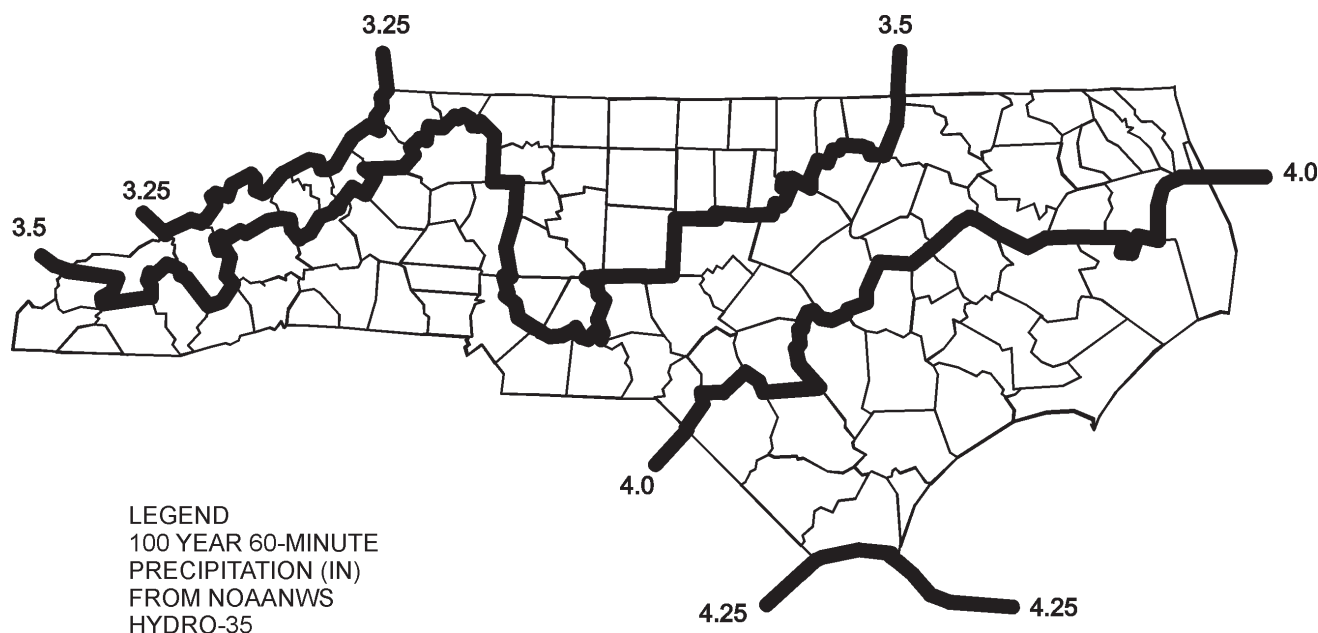 3.25
3.5
3.25
4.0
3.5
4.0
LEGEND
100 YEAR 60-MINUTE
PRECIPITATION (IN)
FROM NOAANWS
HYDRO-35
4.25
4.25